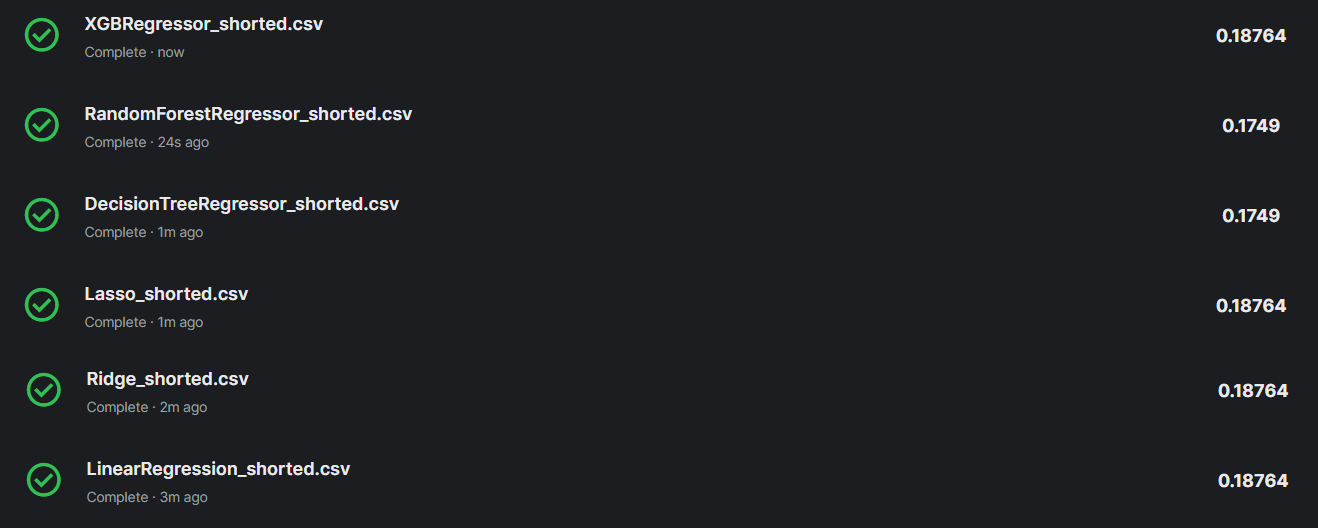 XGBRegressor_shorted.csv
0.18764
Complete · now
RandomForestRegressor_shorted.csv
0.1749
Complete · 24s ago
DecisionTreeRegressor_shorted.csv
0.1749
Complete · 1m ago
Lasso_shorted.csv
0.18764
Complete · 1m ago
Ridge_shorted.csv
0.18764
Complete · 2m ago
LinearRegression_shorted.csv
0.18764
Complete · 3m ago